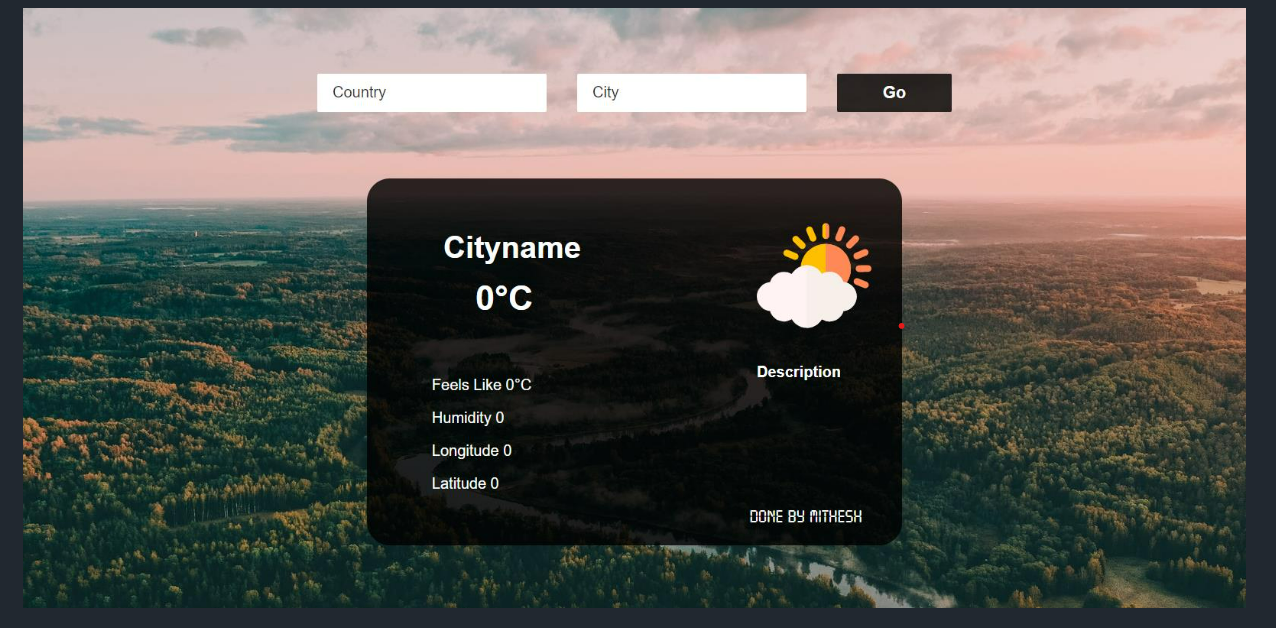 Country
City
Go
Cityname
0°C
Description
Feels Like 0°C
Humidity 0
Longitude 0
Latitude 0
DONE BY MITHESH